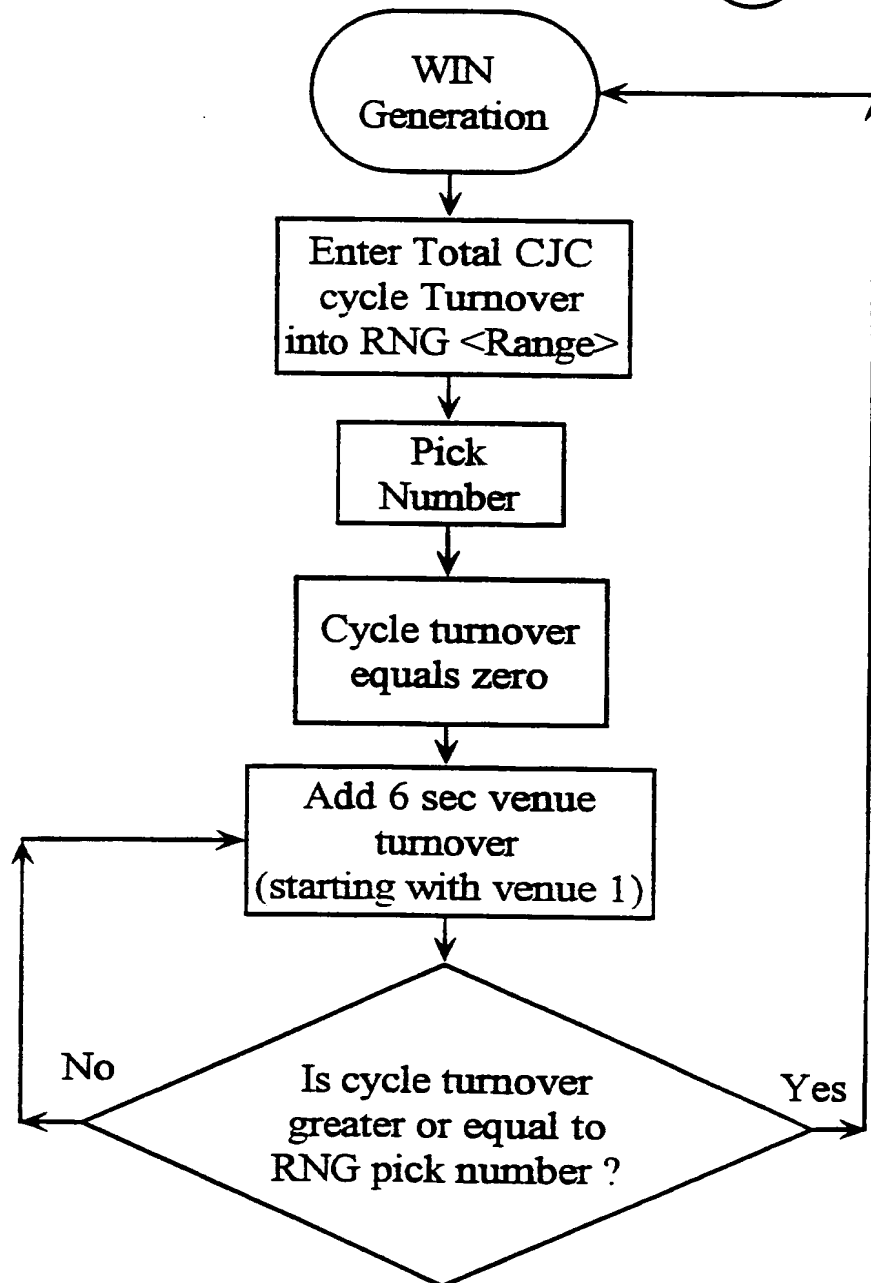 WIN
Generation
Enter Total CJC
cycle Turnover
into RNG <Range>
Pick
Number
Cycle turnover
equals zero
Add 6 sec venue
turnover
(starting with venue 1)
No
Yes
Is cycle turnover
greater or equal to
RNG pick number ?